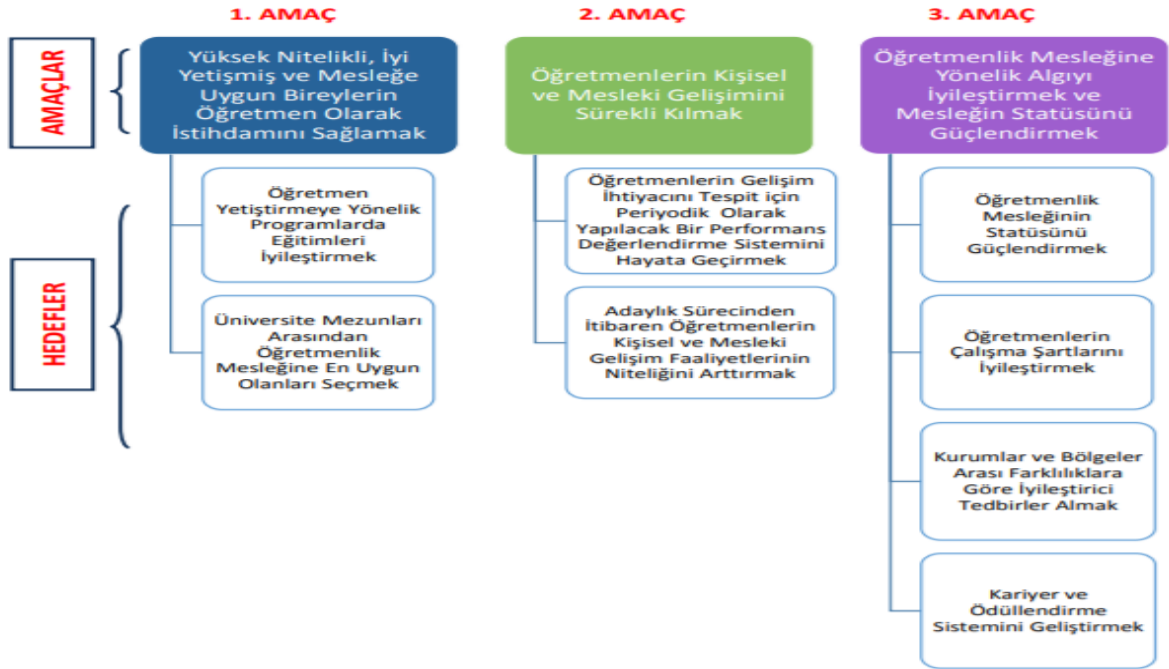 1. AMAÇ
2. AMAÇ
3. AMAÇ
AMAÇLAR
Yüksek Nitelikli, İyi
Yetişmiş ve Mesleğe
Uygun Bireylerin
Öğretmen Olarak
İstihdamını Sağlamak
Öğretmenlerin Kişisel
ve Mesleki Gelişimini
Sürekli Kılmak
Öğretmenlik Mesleğine
Yönelik Algıyı
İyileştirmek ve
Mesleğin Statüsünü
Güçlendirmek
HEDEFLER
Öğretmen
Yetiştirmeye Yönelik
Programlarda
Eğitimleri
İyileştirmek
Üniversite Mezunları
Arasından
Öğretmenlik
Mesleğine En Uygun
Olanları Seçmek
Öğretmenlerin Gelişim
İhtiyacını Tespit için
Periyodik Olarak
Yapılacak Bir Performans
Değerlendirme Sistemini
Hayata Geçirmek
Adaylık Sürecinden
İtibaren Öğretmenlerin
Kişisel ve Mesleki
Gelişim Faaliyetlerinin
Niteliğini Arttırmak
Öğretmenlik
Mesleğinin
Statüsünü
Güçlendirmek
Öğretmenlerin
Çalışma Şartlarını
İyileştirmek
Kurumlar ve Bölgeler
Arası Farklılıklara
Göre İyileştirici
Tedbirler Almak
Kariyer ve
Ödüllendirme
Sistemini Geliştirmek